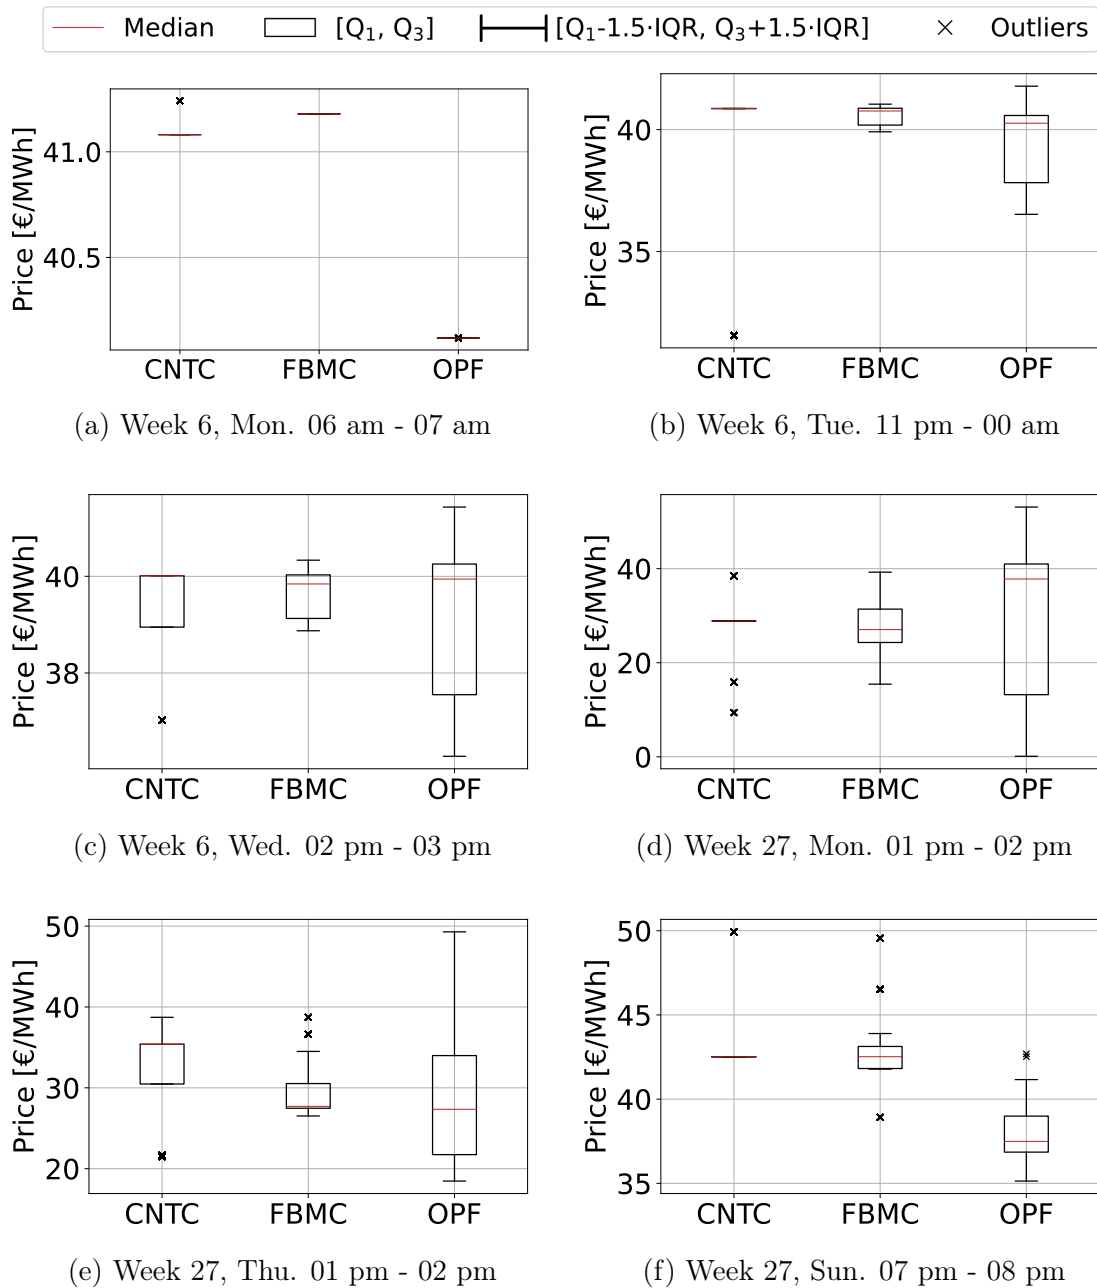 Median [Q₁, Q₃] [Q₁-1.5·IQR, Q₃+1.5·IQR] Outliers
Price [€/MWh]
41.0
40.5
CNTC FBMC OPF
(a) Week 6, Mon. 06 am - 07 am
Price [€/MWh]
40
35
CNTC FBMC OPF
(b) Week 6, Tue. 11 pm - 00 am
Price [€/MWh]
40
38
CNTC FBMC OPF
(c) Week 6, Wed. 02 pm - 03 pm
Price [€/MWh]
40
20
0
CNTC FBMC OPF
(d) Week 27, Mon. 01 pm - 02 pm
Price [€/MWh]
50
40
30
20
CNTC FBMC OPF
(e) Week 27, Thu. 01 pm - 02 pm
Price [€/MWh]
50
45
40
35
CNTC FBMC OPF
(f) Week 27, Sun. 07 pm - 08 pm